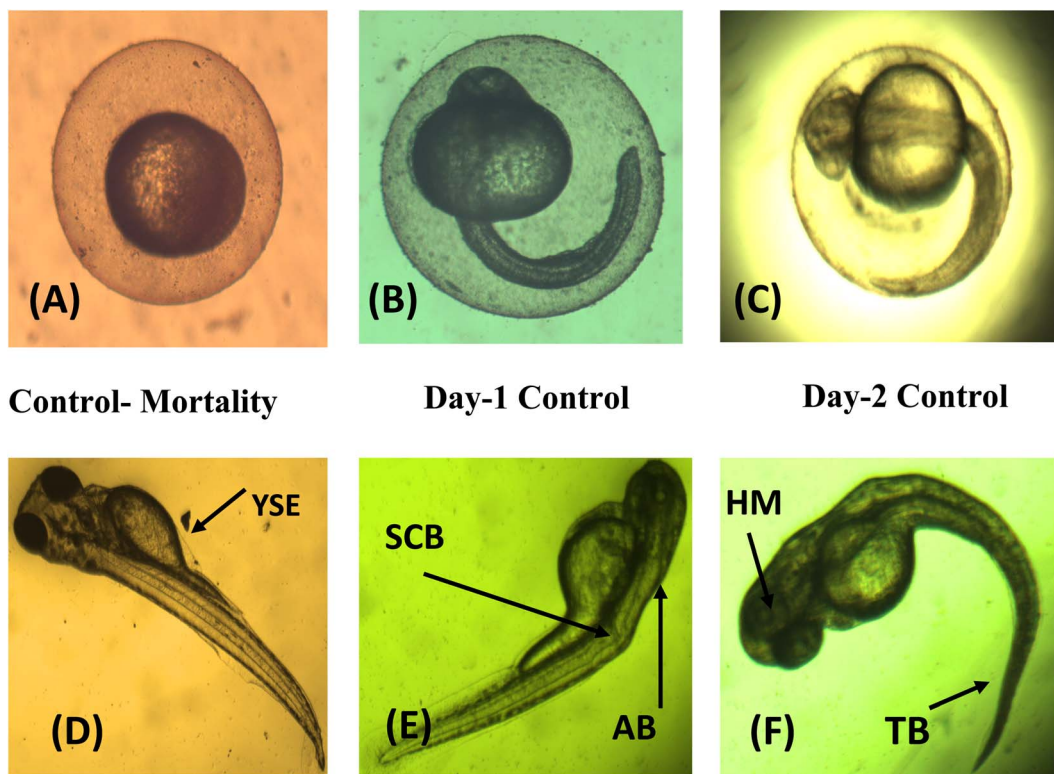 (A)
(B)
(C)
Control- Mortality
Day-1 Control
Day-2 Control
YSE
(D)
SCB
AB
(E)
HM
TB
(F)